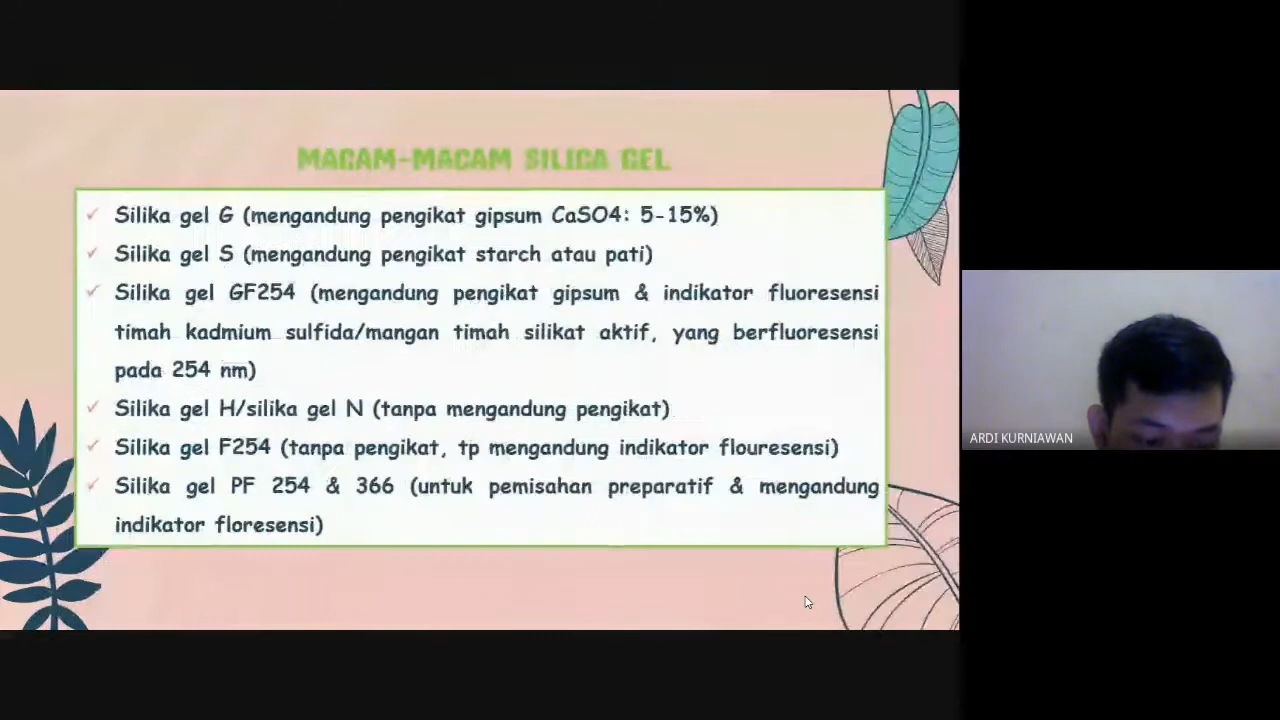 MACAM-MACAM SILICA GEL
Silika gel G (mengandung pengikat gipsum CaSO4: 5-15%)
Silika gel S (mengandung pengikat starch atau pati)
Silika gel GF254 (mengandung pengikat gipsum & indikator fluoresensi
timah kadmium sulfida/mangan timah silikat aktif, yang berfluoresensi
pada 254 nm)
Silika gel H/silika gel N (tanpa mengandung pengikat)
Silika gel F254 (tanpa pengikat, tp mengandung indikator flouresensi)
Silika gel PF 254 & 366 (untuk pemisahan preparatif & mengandung
indikator floresensi)
ARDI KURNIAWAN